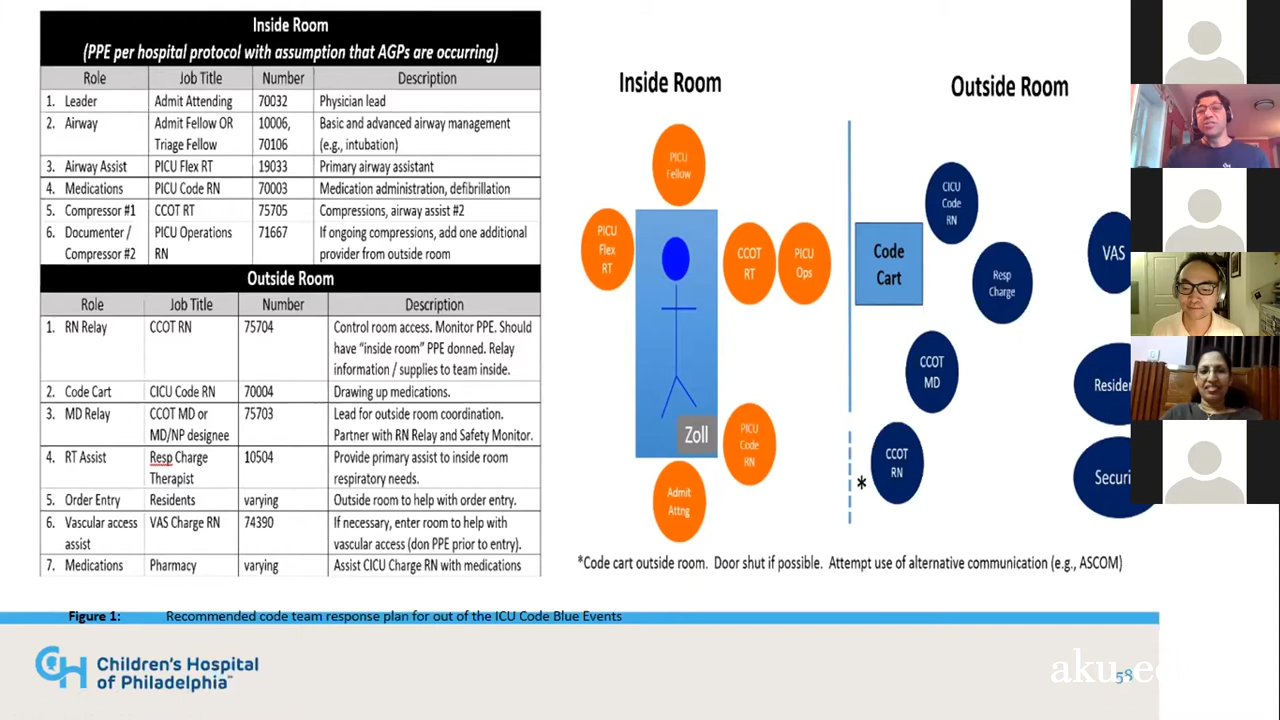 Inside Room
(PPE per hospital protocol with assumption that AGPs are occurring)
Role Job Title Number Description
1. Leader Admit Attending 70032 Physician lead
2. Airway Admit Fellow OR 10006, Basic and advanced airway management
Triage Fellow 70106 (e.g., intubation)
3. Airway Assist PICU Flex RT 19033 Primary airway assistant
4. Medications PICU Code RN 70003 Medication administration, defibrillation
5. Compressor #1 CCOT RT 75705 Compressions, airway assist #2
6. Documenter / PICU Operations 71667 If ongoing compressions, add one additional
Compressor #2 RN provider from outside room
Outside Room
Role Job Title Number Description
1. RN Relay CCOT RN 75704 Control room access. Monitor PPE. Should
have “inside room” PPE donned. Relay
information / supplies to team inside.
2. Code Cart CICU Code RN 70004 Drawing up medications.
3. MD Relay CCOT MD or 75703 Lead for outside room coordination.
MD/NP designee Partner with RN Relay and Safety Monitor.
4. RT Assist Resp Charge 10504 Provide primary assist to inside room
Therapist respiratory needs.
5. Order Entry Residents varying Outside room to help with order entry.
6. Vascular access VAS Charge RN 74390 If necessary, enter room to help with
assist vascular access (don PPE prior to entry).
7. Medications Pharmacy varying Assist CICU Charge RN with medications
Inside Room
PICU
Fellow
PICU
Flex
RT
CCOT
RT
PICU
Ops
Zoll
PICU
Code
RN
Admit
Attng
Outside Room
CICU
Code
RN
Code
Cart
Resp
Charge
VAS
CCOT
MD
Reside
CCOT
RN
*
Securi
*Code cart outside room. Door shut if possible. Attempt use of alternative communication (e.g., ASCOM)
Figure 1: Recommended code team response plan for out of the ICU Code Blue Events
CH Children's Hospital
of Philadelphia
58
aku.e